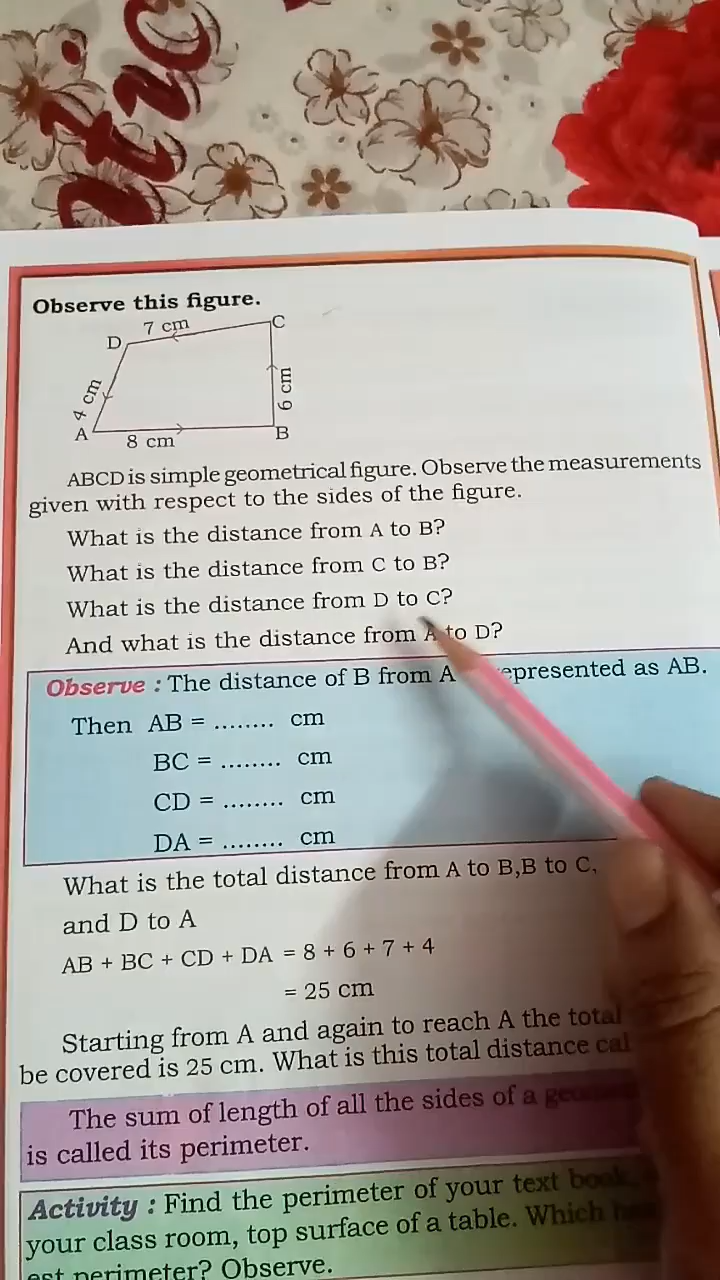 Observe this figure.
7 cm
D
C
4 cm
6 cm
A
8 cm
B
ABCD is simple geometrical figure. Observe the measurements
given with respect to the sides of the figure.
What is the distance from A to B?
What is the distance from C to B?
What is the distance from D to C?
And what is the distance from A to D?
Observe : The distance of B from A epresented as AB.
Then AB = ........ cm
BC = ........ cm
CD = ........ cm
DA = ........ cm
What is the total distance from A to B,B to C,
and D to A
AB + BC + CD + DA = 8 + 6 + 7 + 4
= 25 cm
Starting from A and again to reach A the total
be covered is 25 cm. What is this total distance
The sum of length of all the sides of a
is called its perimeter.
Activity : Find the perimeter of your text book,
your class room, top surface of a table. Which
est perimeter? Observe.